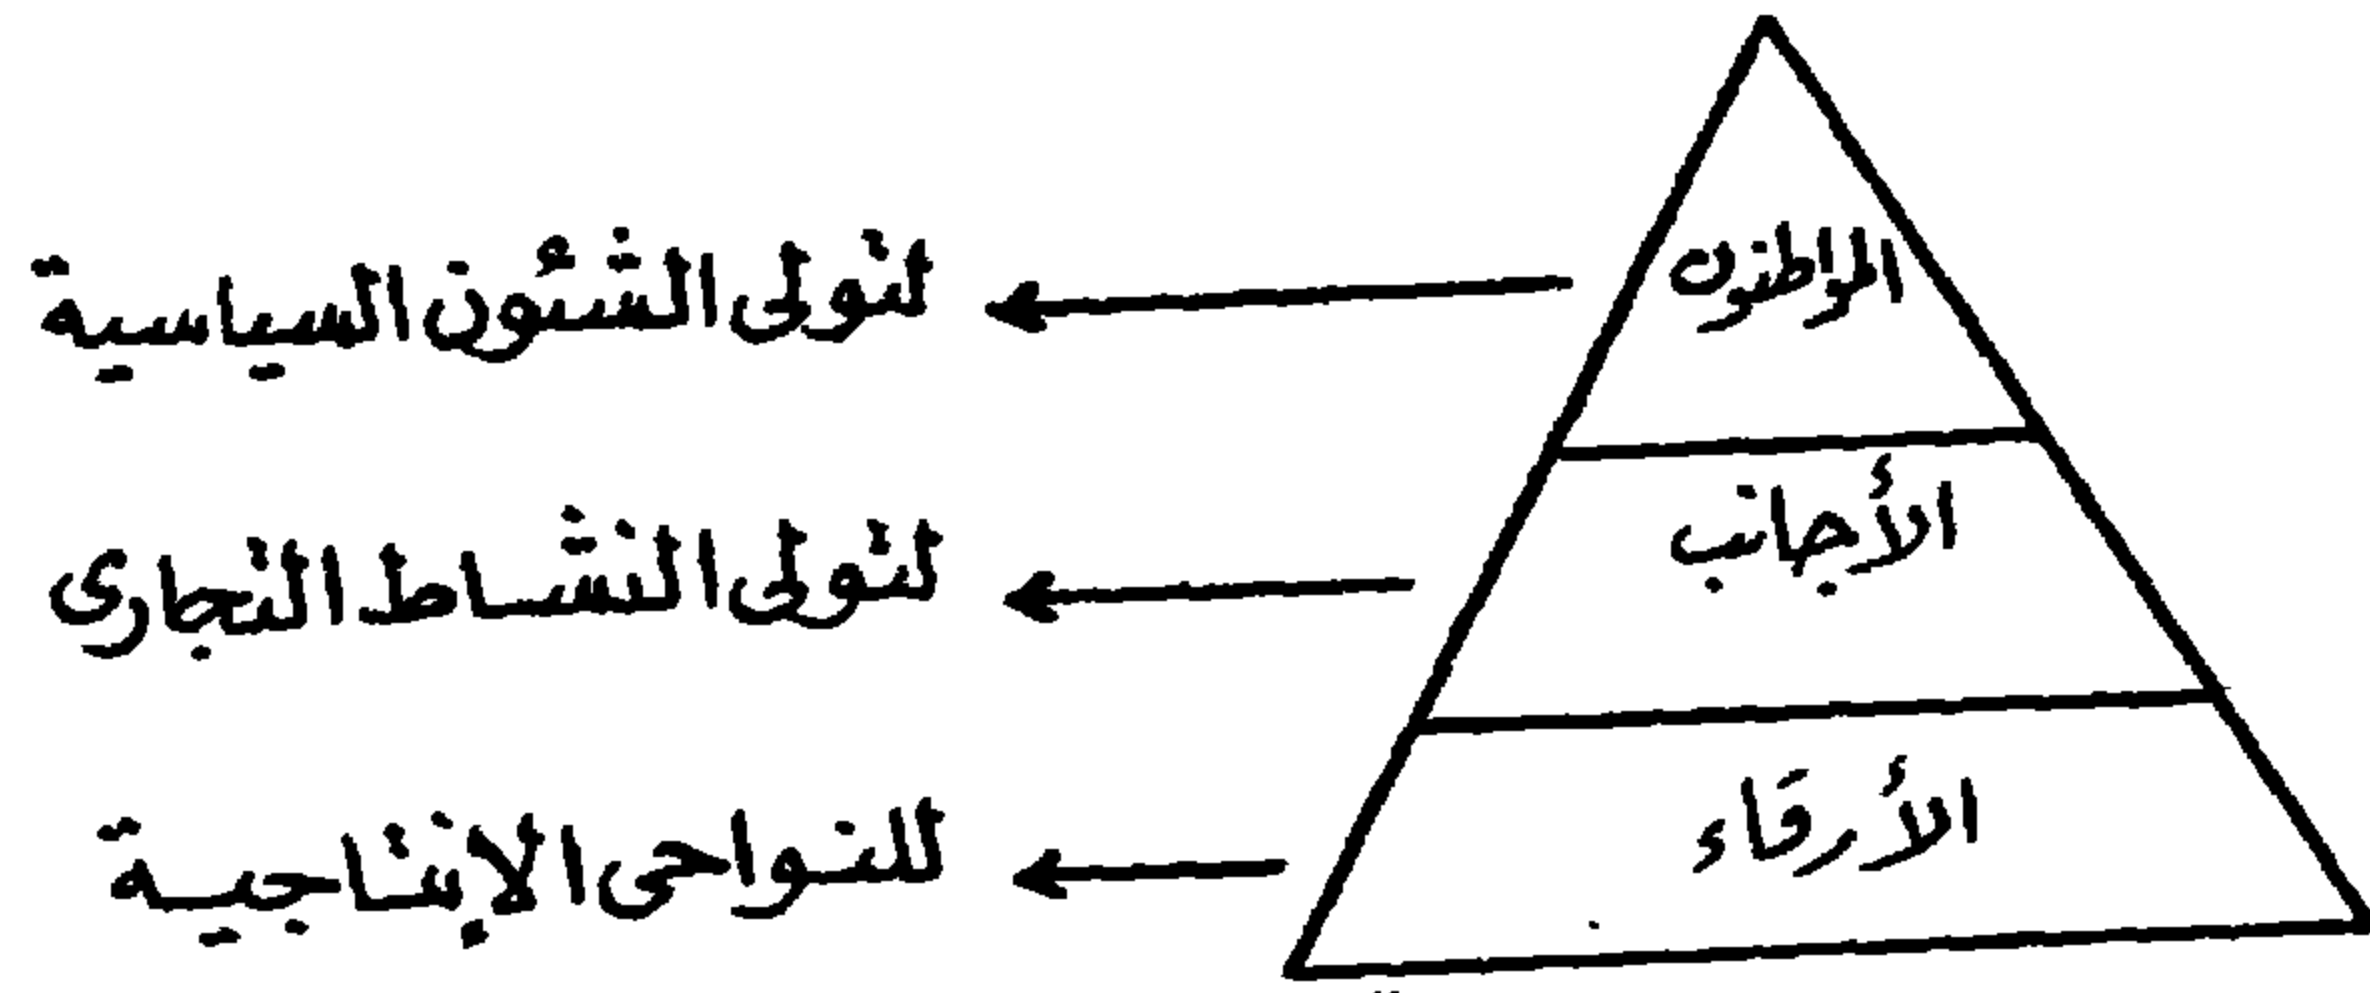 المواطنون
لتولى الشئون السياسية
الأجانب
لتولى النشاط التجارى
الأرقاء
للنواحى الإنتاجية